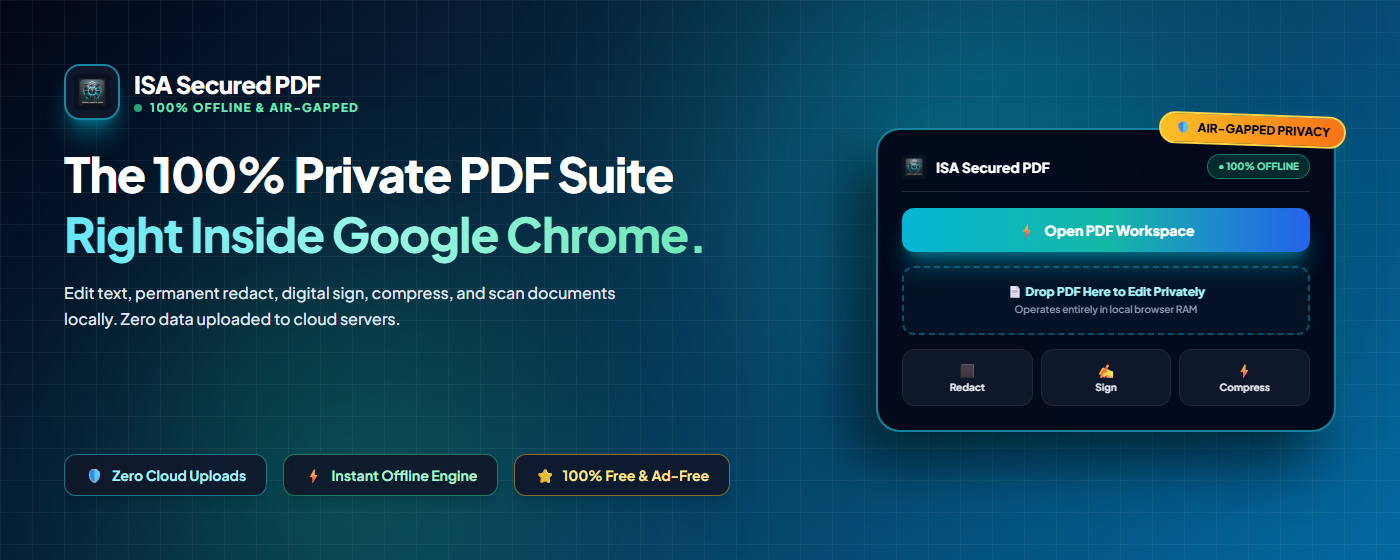 ISA Secured PDF
100% OFFLINE & AIR-GAPPED
The 100% Private PDF Suite
Right Inside Google Chrome.
Edit text, permanent redact, digital sign, compress, and scan documents
locally. Zero data uploaded to cloud servers.
Zero Cloud Uploads
Instant Offline Engine
100% Free & Ad-Free
AIR-GAPPED PRIVACY
ISA Secured PDF
100% OFFLINE
Open PDF Workspace
Drop PDF Here to Edit Privately
Operates entirely in local browser RAM
Redact
Sign
Compress